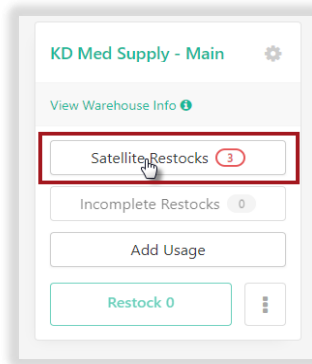 KD Med Supply - Main
View Warehouse Info
Satellite Restocks 3
Incomplete Restocks 0
Add Usage
Restock 0